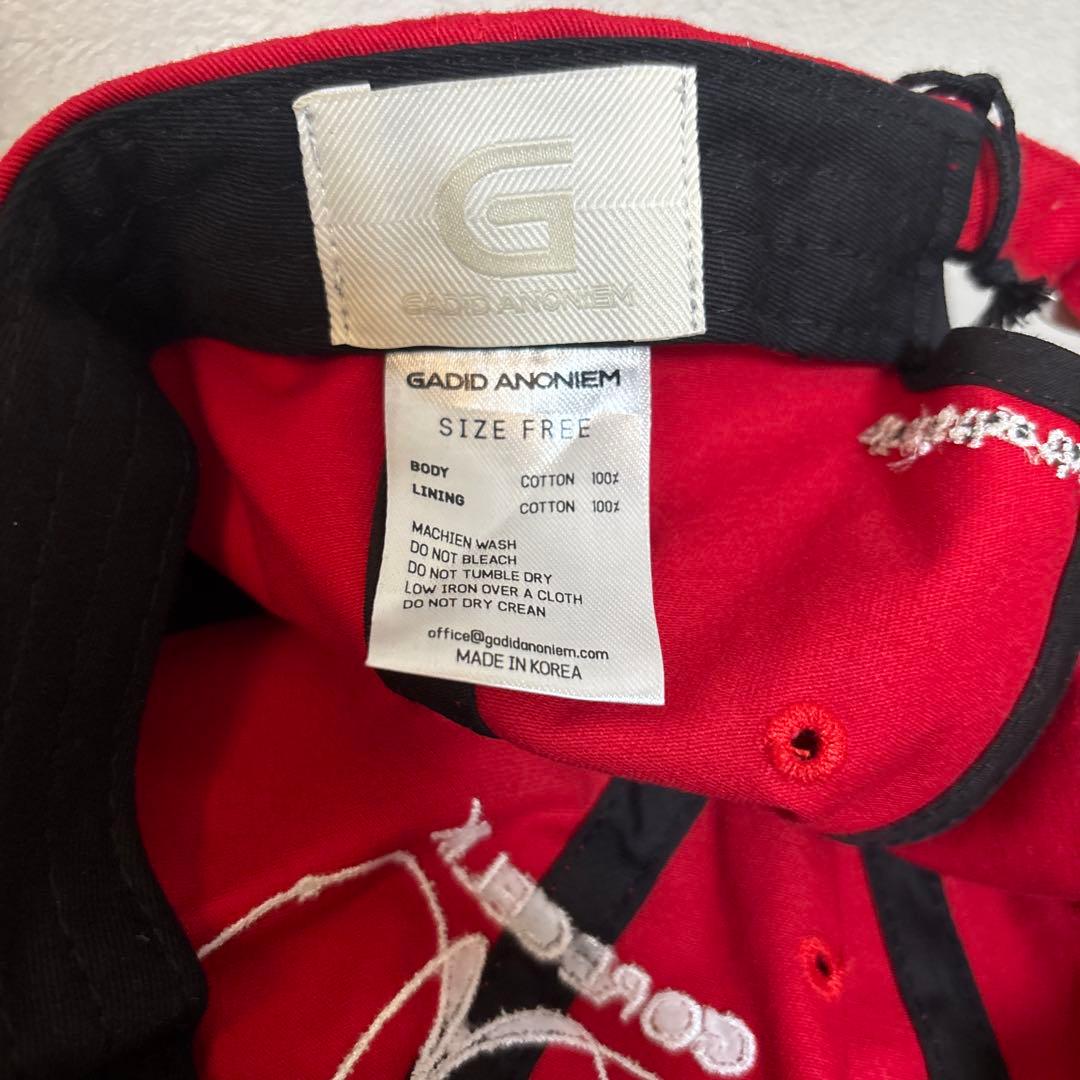 G
GADID ANONIEM
GADID ANONIEM
SIZE FREE
BODY COTTON 100%
LINING COTTON 100%
MACHIEN WASH
DO NOT BLEACH
DO NOT TUMBLE DRY
LOW IRON OVER A CLOTH
DO NOT DRY CREAN
office@gadidanoniem.com
MADE IN KOREA